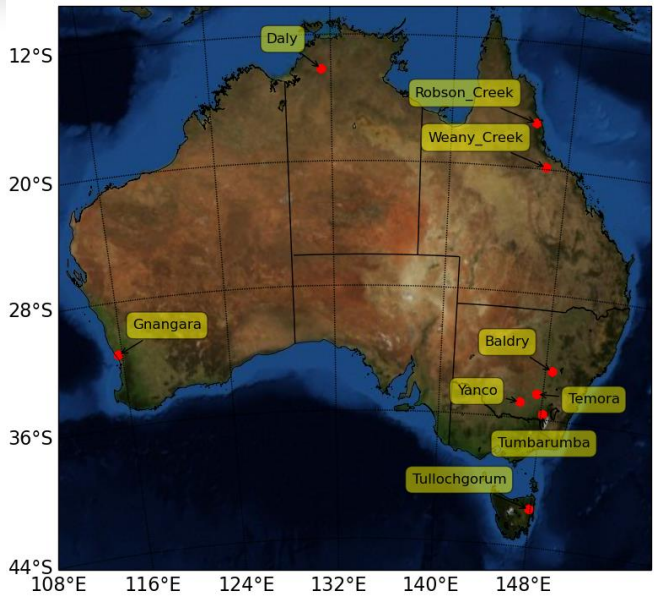 12°S
Daly
Robson_Creek
Weany_Creek
20°S
28°S
Gnangara
Baldry
Yanco
Temora
36°S
Tumbarumba
Tullochgorum
44°S
108°E 116°E 124°E 132°E 140°E 148°E